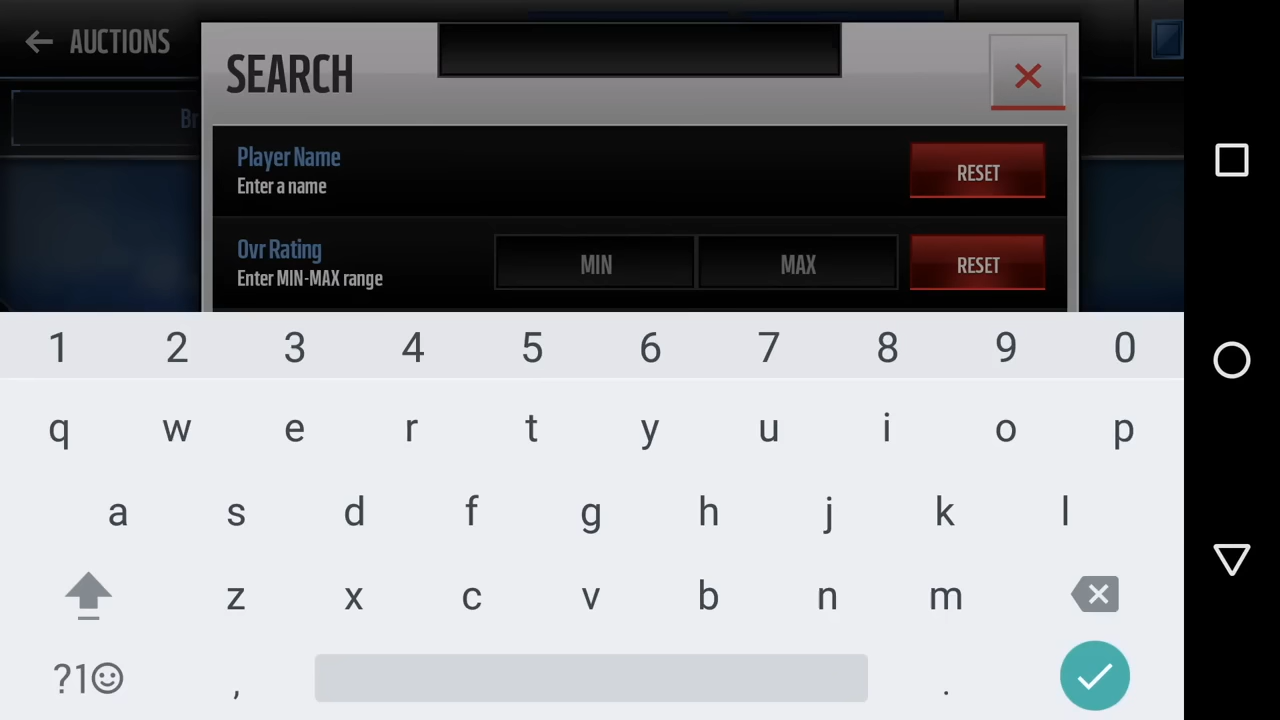 AUCTIONS
SEARCH
Br
Player Name
Enter a name
RESET
Ovr Rating
Enter MIN-MAX range
MIN
MAX
RESET
1 2 3 4 5 6 7 8 9 0
q w e r t y u i o p
a s d f g h j k l
z x c v b n m
?1☺ , .